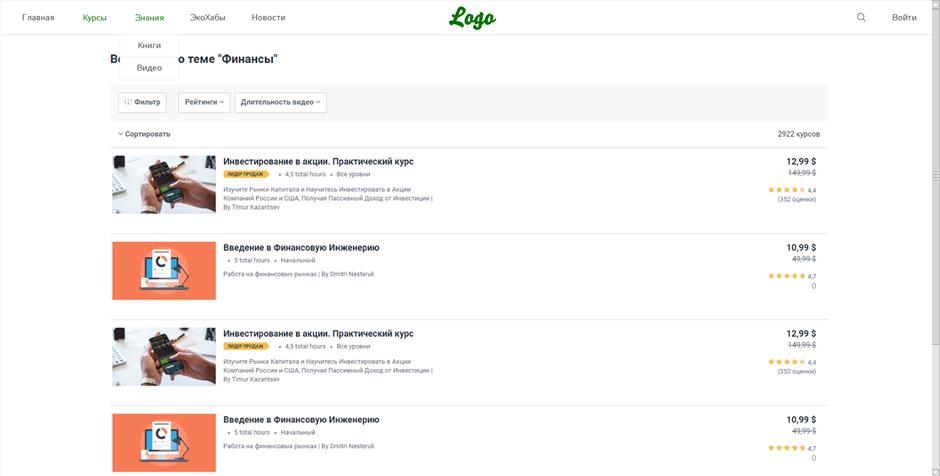 Главная
Курсы
Знания
ЭкоХабы
Новости
Logo
Войти
Книги
Видео
о теме "Финансы"
Фильтр
Рейтинги
Длительность видео
Сортировать
2922 курсов
Инвестирование в акции. Практический курс
12,99 $
ЛИДЕР ПРОДАЖ • 4,5 total hours • Все уровни
149,99 $
Изучите Рынки Капитала и Научитесь Инвестировать в Акции
4,4
Компаний России и США, Получая Пассивный Доход от Инвестиции |
(352 оценки)
By Timur Kazantsev
Введение в Финансовую Инженерию
10,99 $
• 5 total hours • Начальный
49,99 $
Работа на финансовых рынках | By Dmitri Nesteruk
4,7
()
Инвестирование в акции. Практический курс
12,99 $
ЛИДЕР ПРОДАЖ • 4,5 total hours • Все уровни
149,99 $
Изучите Рынки Капитала и Научитесь Инвестировать в Акции
4,4
Компаний России и США, Получая Пассивный Доход от Инвестиции |
(352 оценки)
By Timur Kazantsev
Введение в Финансовую Инженерию
10,99 $
• 5 total hours • Начальный
49,99 $
Работа на финансовых рынках | By Dmitri Nesteruk
4,7
()